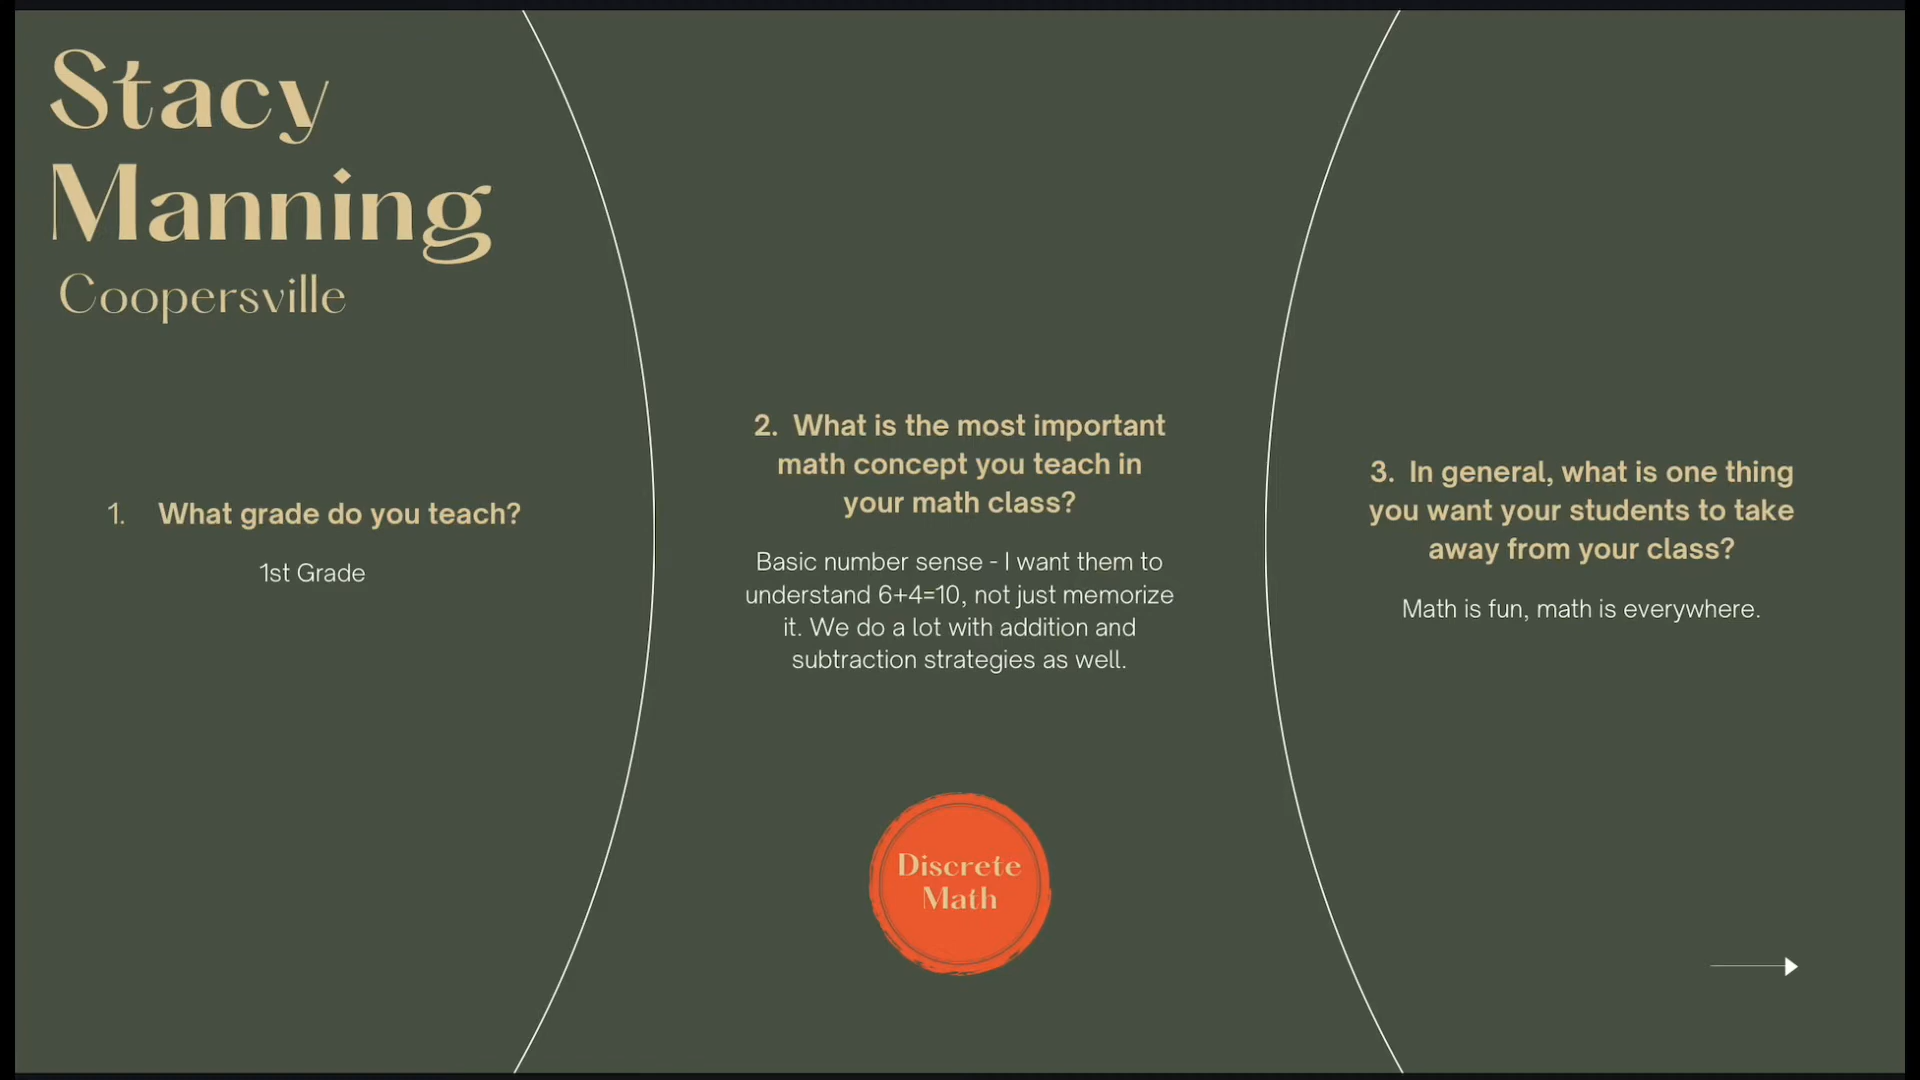 Stacy
Manning
Coopersville
1. What grade do you teach?
1st Grade
2. What is the most important
math concept you teach in
your math class?
Basic number sense - I want them to
understand 6+4=10, not just memorize
it. We do a lot with addition and
subtraction strategies as well.
3. In general, what is one thing
you want your students to take
away from your class?
Math is fun, math is everywhere.
Discrete
Math